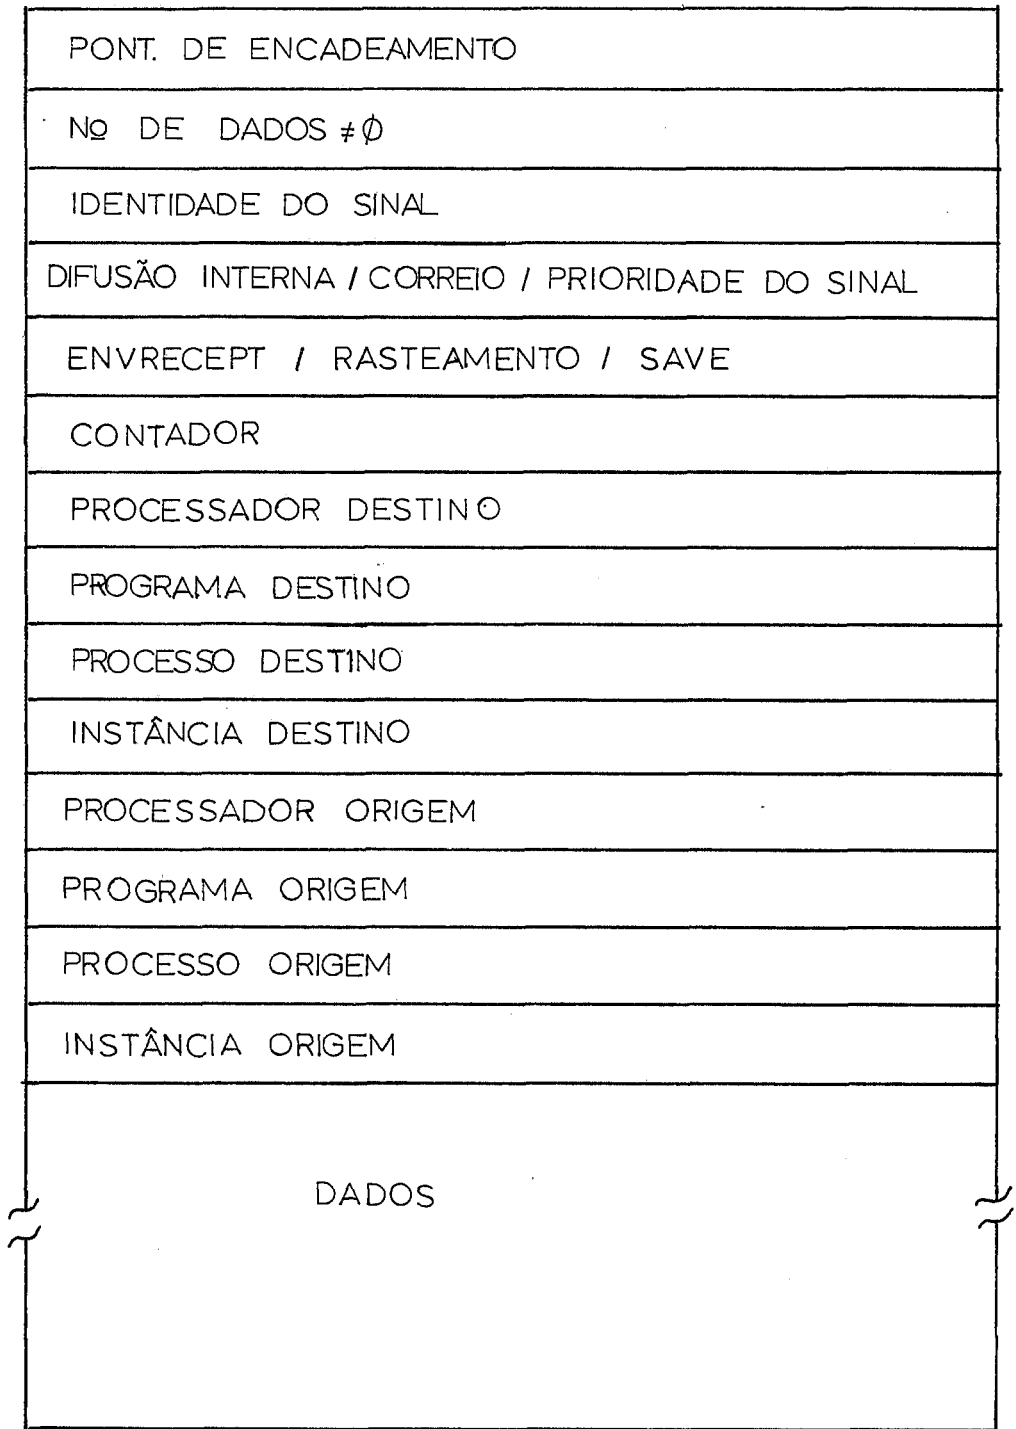 PONT. DE ENCADEAMENTO
Nº DE DADOS ≠ ∅
IDENTIDADE DO SINAL
DIFUSÃO INTERNA / CORREIO / PRIORIDADE DO SINAL
ENVRECEPT / RASTEAMENTO / SAVE
CONTADOR
PROCESSADOR DESTINO
PROGRAMA DESTINO
PROCESSO DESTINO
INSTÂNCIA DESTINO
PROCESSADOR ORIGEM
PROGRAMA ORIGEM
PROCESSO ORIGEM
INSTÂNCIA ORIGEM
DADOS